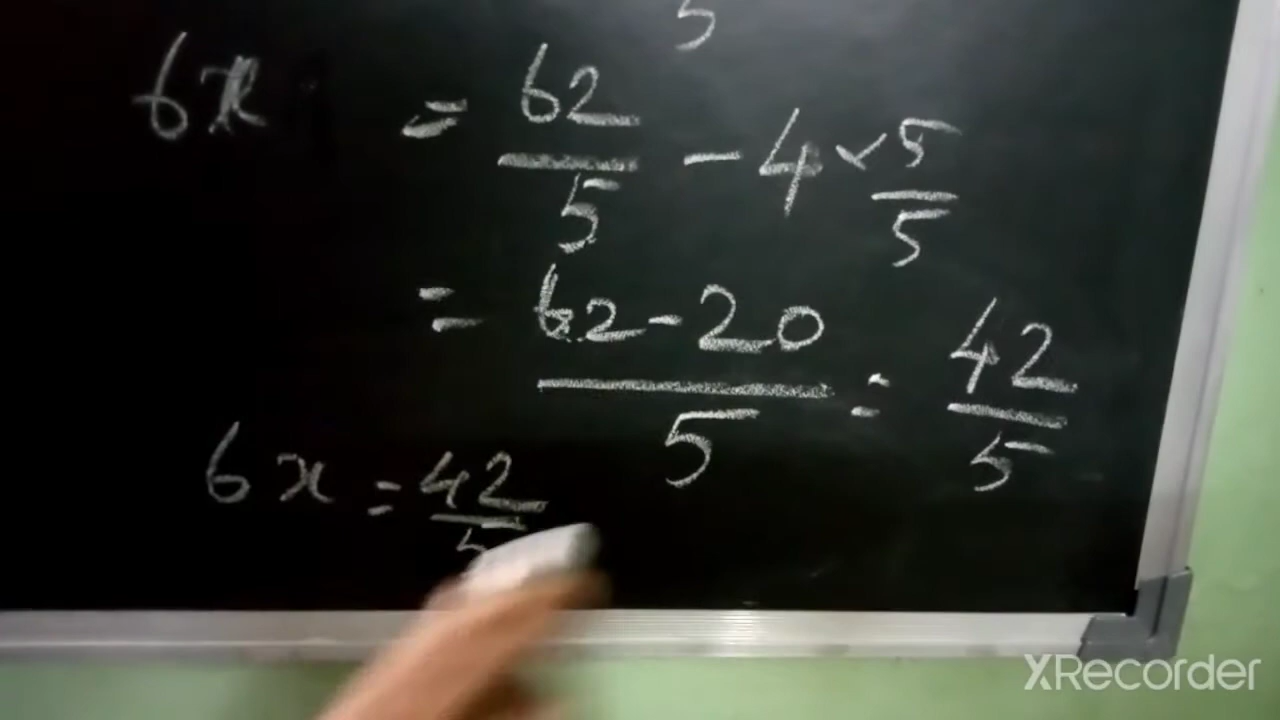 5
6x = 62/5 - 4 × 5/5
= 62-20/5 = 42/5
6x = 42/5
XRecorder